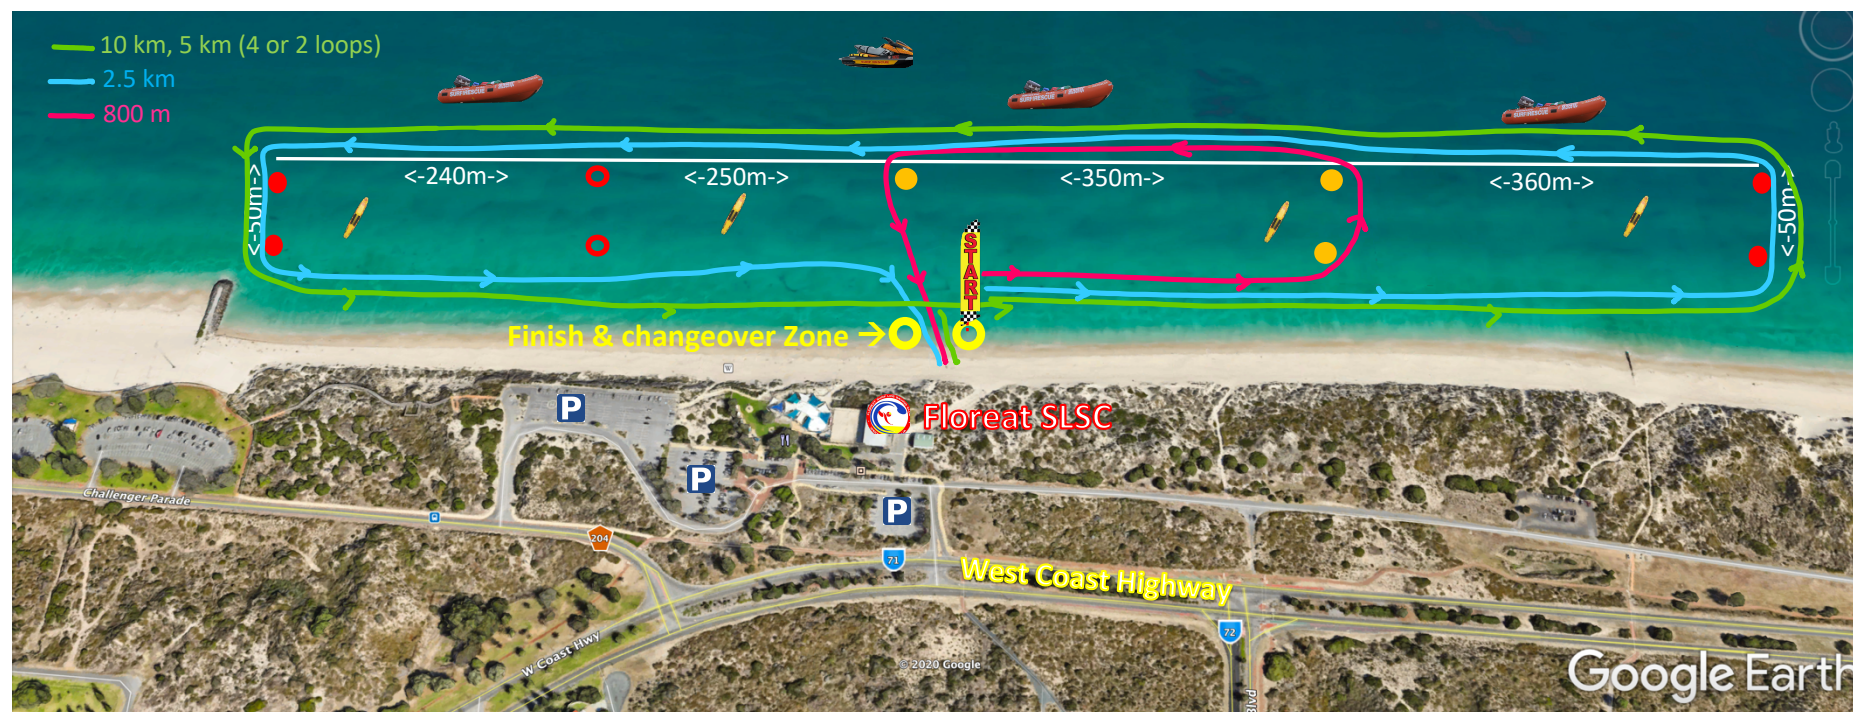 10 km, 5 km (4 or 2 loops)
2.5 km
800 m
<-240m->
<-250m->
<-350m->
<-360m->
<-50m->
<-50m->
START
Finish & changeover Zone →
Floreat SLSC
P
P
P
W
Challenger Parade
204
71
West Coast Highway
72
W Coast Hwy
© 2020 Google
Blvd
Google Earth